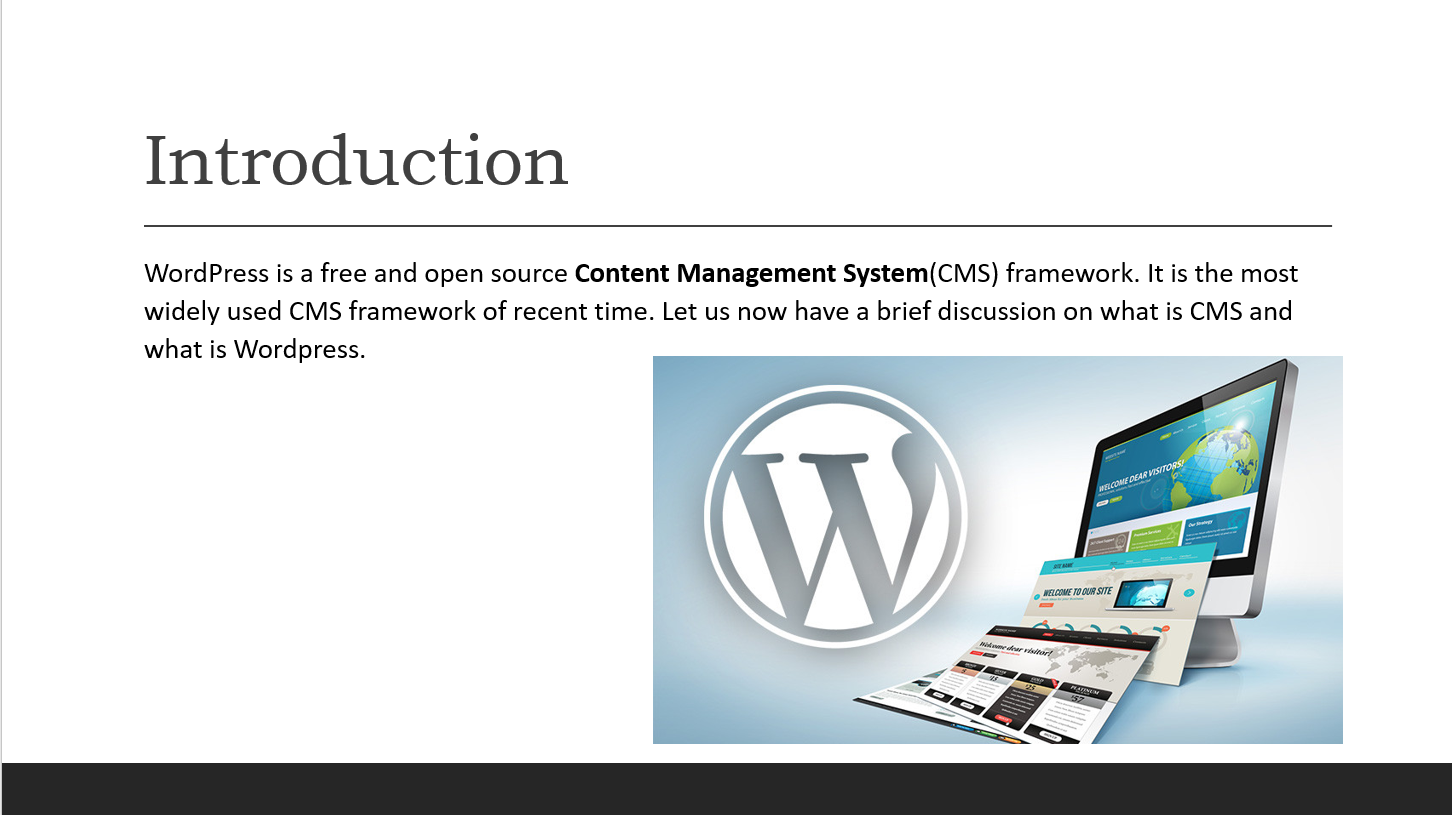 Introduction
WordPress is a free and open source Content Management System(CMS) framework. It is the most
widely used CMS framework of recent time. Let us now have a brief discussion on what is CMS and
what is Wordpress.
WELCOME DEAR VISITORS!
Our Strategy
SITE NAME
WELCOME TO OUR SITE
Welcome dear visitor!
GOLD
PLATINUM